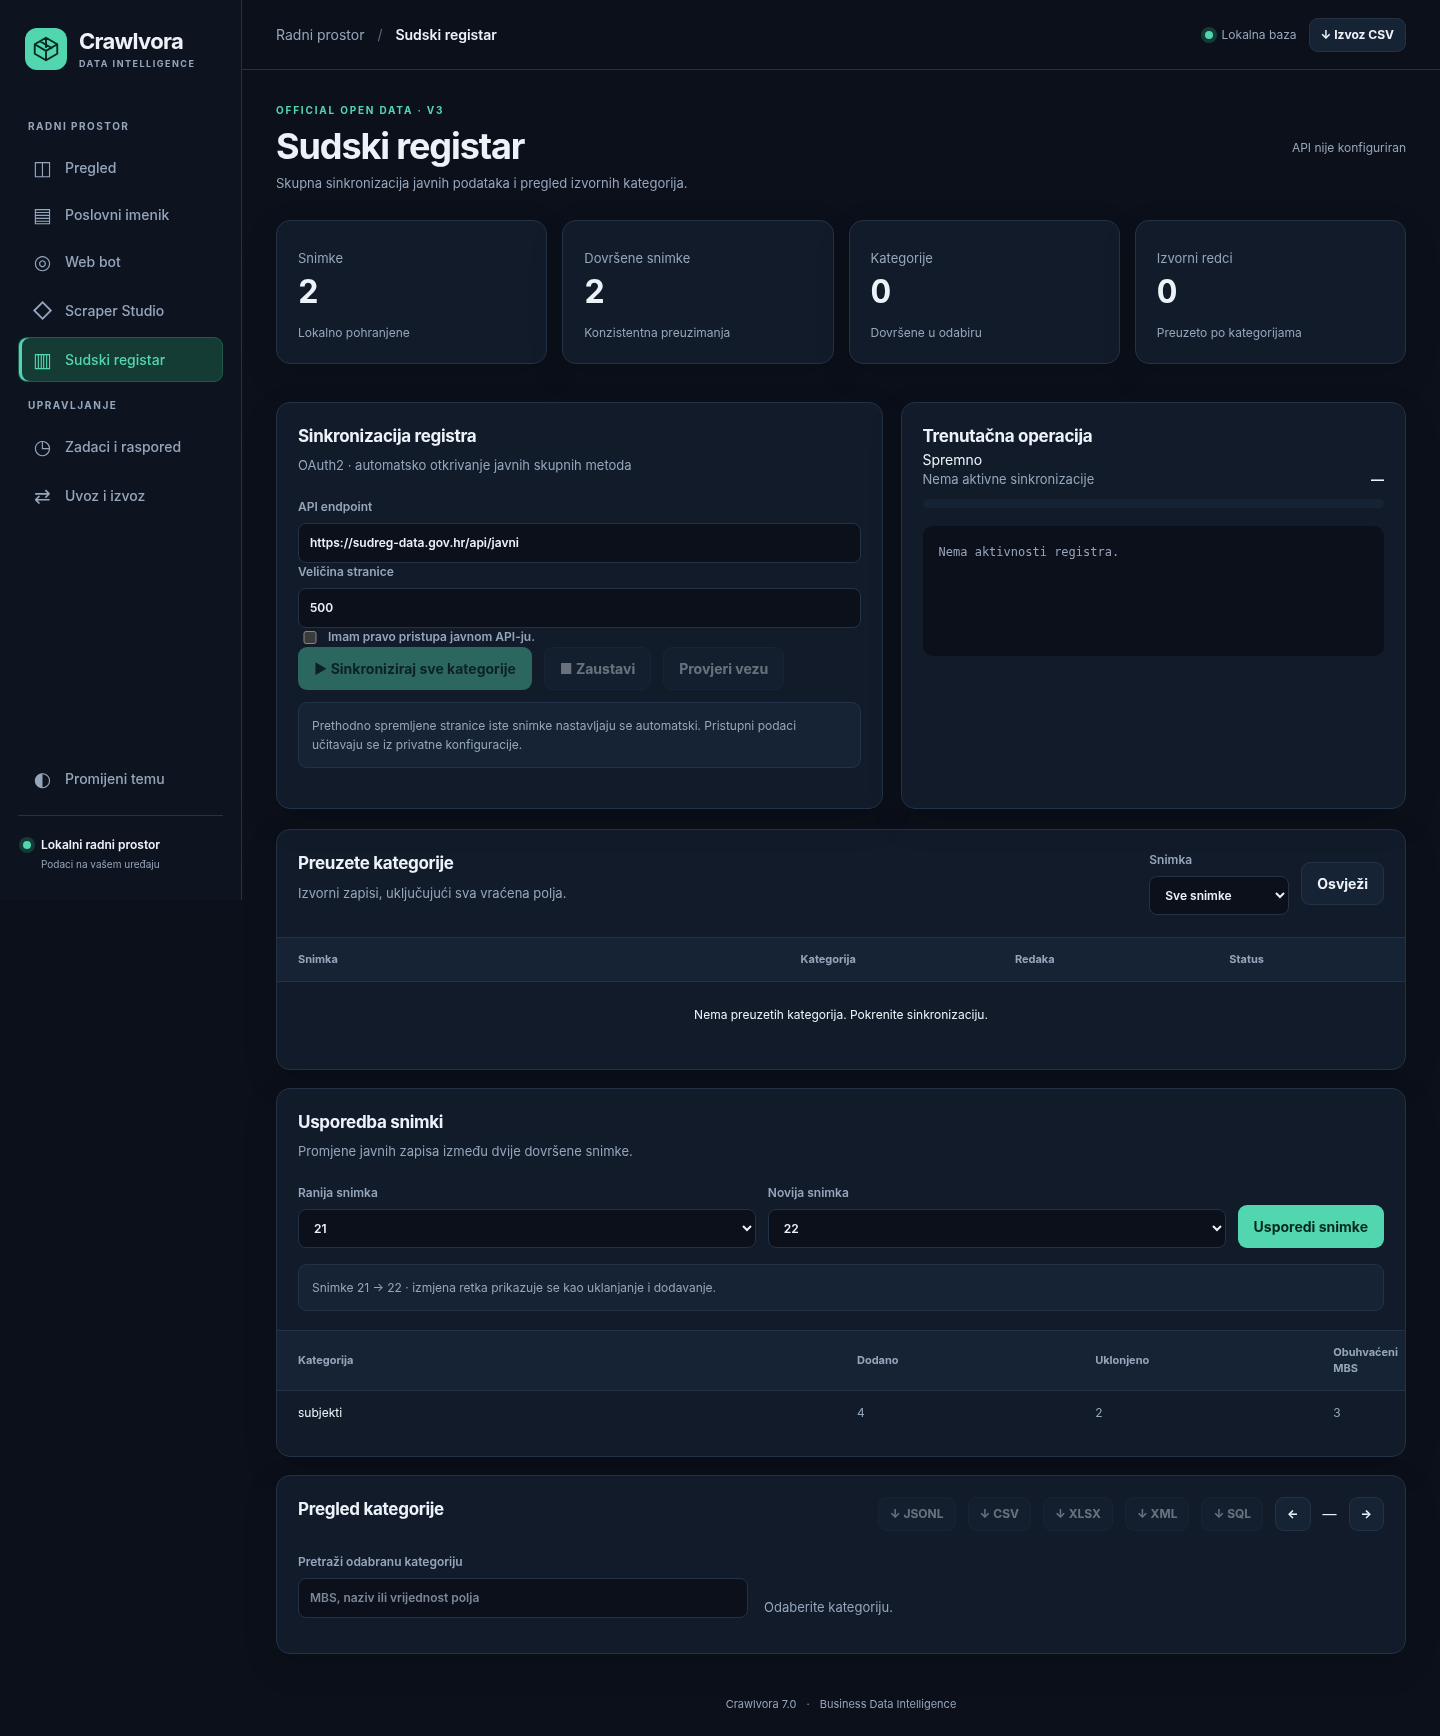 Crawlvora
DATA INTELLIGENCE
RADNI PROSTOR
Pregled
Poslovni imenik
Web bot
Scraper Studio
Sudski registar
UPRAVLJANJE
Zadaci i raspored
Uvoz i izvoz
Promijeni temu
Lokalni radni prostor
Podaci na vašem uređaju
Radni prostor / Sudski registar
Lokalna baza
↓ Izvoz CSV
OFFICIAL OPEN DATA · V3
Sudski registar
Skupna sinkronizacija javnih podataka i pregled izvornih kategorija.
API nije konfiguriran
Snimke
2
Lokalno pohranjene
Dovršene snimke
2
Konzistentna preuzimanja
Kategorije
0
Dovršene u odabiru
Izvorni redci
0
Preuzeto po kategorijama
Sinkronizacija registra
OAuth2 · automatsko otkrivanje javnih skupnih metoda
API endpoint
https://sudreg-data.gov.hr/api/javni
Veličina stranice
500
Imam pravo pristupa javnom API-ju.
▶ Sinkroniziraj sve kategorije
■ Zaustavi
Provjeri vezu
Prethodno spremljene stranice iste snimke nastavljaju se automatski. Pristupni podaci
učitavaju se iz privatne konfiguracije.
Trenutačna operacija
Spremno
Nema aktivne sinkronizacije —
Nema aktivnosti registra.
Preuzete kategorije
Izvorni zapisi, uključujući sva vraćena polja.
Snimka
Sve snimke
Osvježi
Snimka Kategorija Redaka Status
Nema preuzetih kategorija. Pokrenite sinkronizaciju.
Usporedba snimki
Promjene javnih zapisa između dvije dovršene snimke.
Ranija snimka
21
Novija snimka
22
Usporedi snimke
Snimke 21 → 22 · izmjena retka prikazuje se kao uklanjanje i dodavanje.
Kategorija Dodano Uklonjeno Obuhvaćeni
MBS
subjekti 4 2 3
Pregled kategorije
↓ JSONL ↓ CSV ↓ XLSX ↓ XML ↓ SQL ← — →
Pretraži odabranu kategoriju
MBS, naziv ili vrijednost polja
Odaberite kategoriju.
Crawlvora 7.0 · Business Data Intelligence